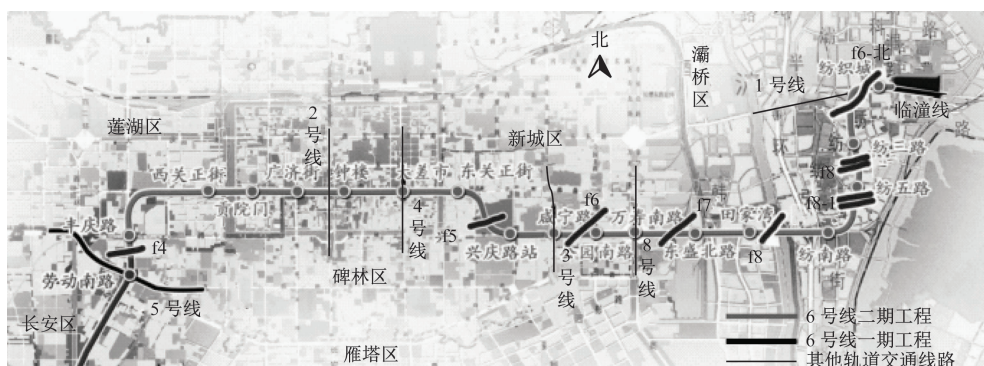 北
f6-北
纺织城
灞桥区
1 号线
临潼线
莲湖区
2号线
新城区
纺三路
f8
西关正街
广济街
钟楼
大差市
东关正街
纺五路
f8-1
贡院门
4号线
咸宁路
f6
万寿南路
f7
田家湾
丰庆路
f5
f4
兴庆路站
公园南路
东盛北路
f8
纺南路
劳动南路
碑林区
3号线
8号线
5 号线
长安区
雁塔区
6 号线二期工程
6 号线一期工程
其他轨道交通线路